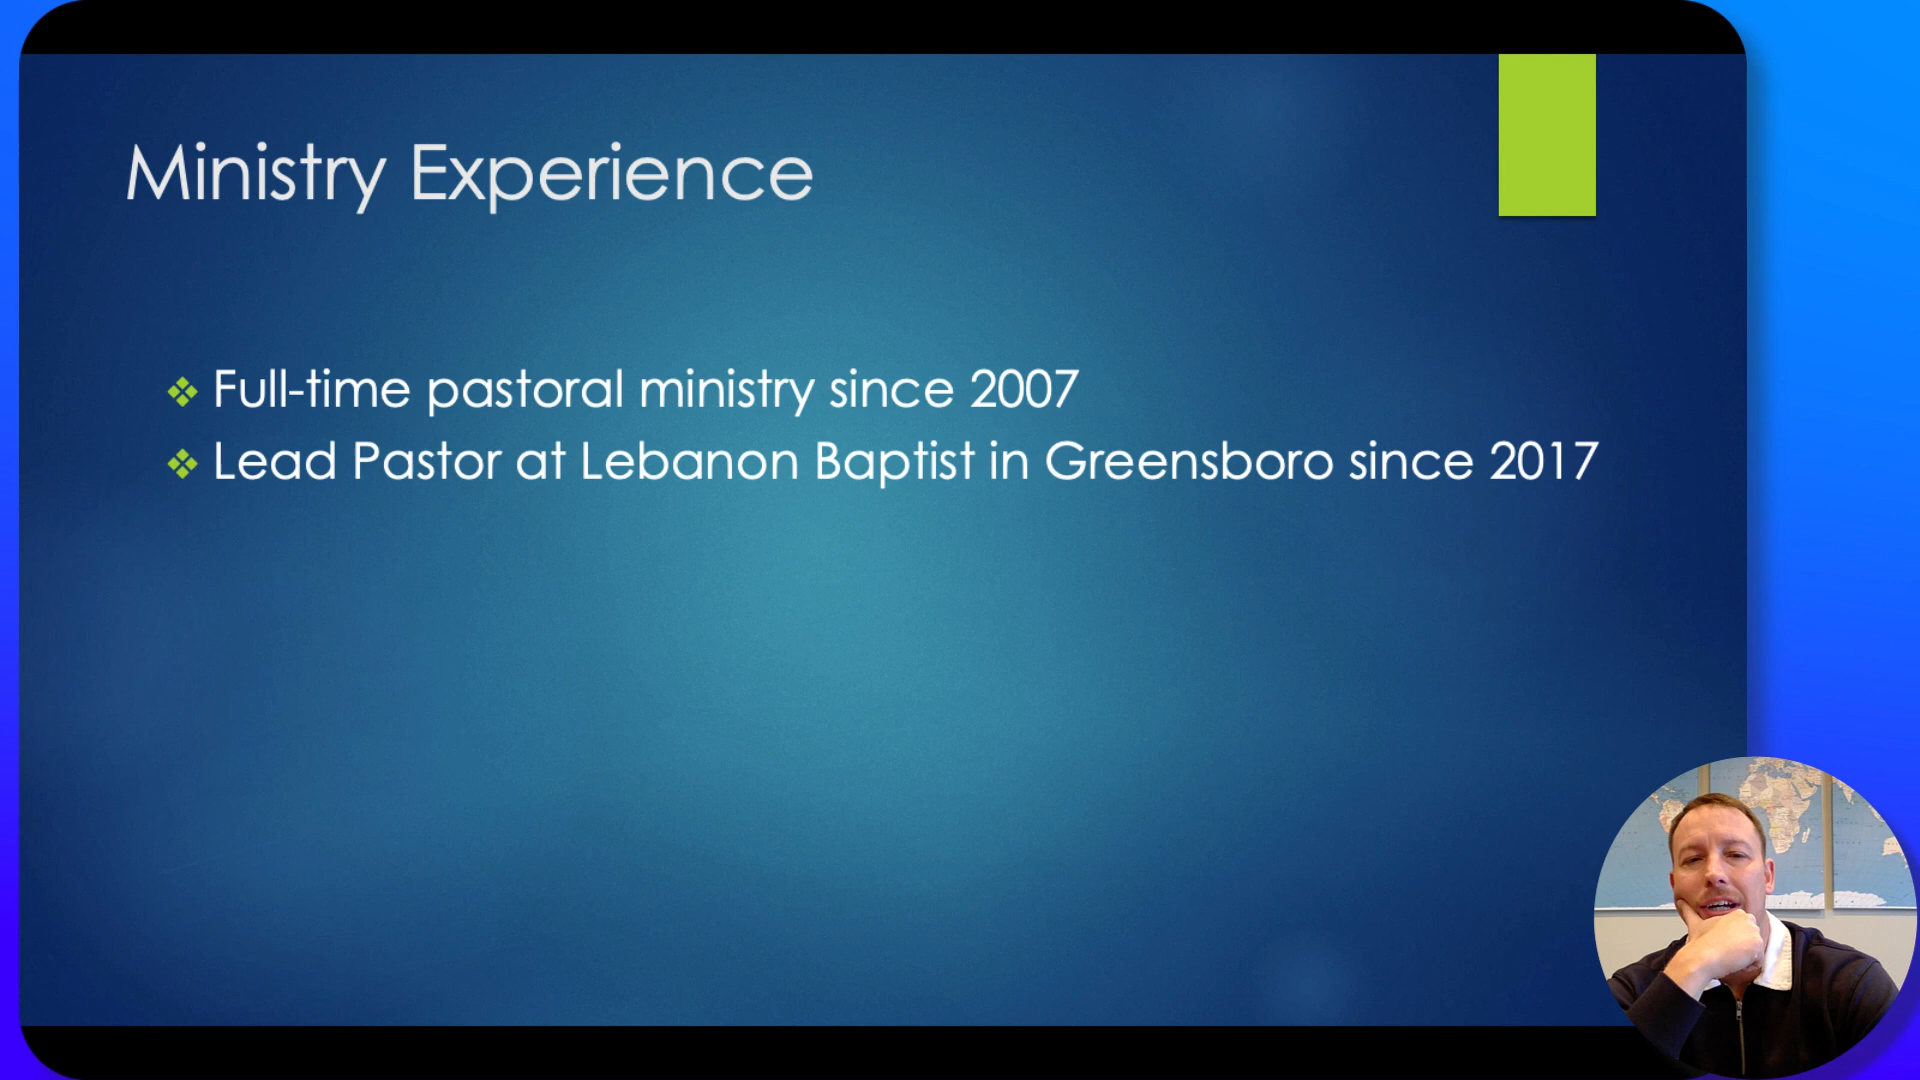 Ministry Experience
Full-time pastoral ministry since 2007
Lead Pastor at Lebanon Baptist in Greensboro since 2017